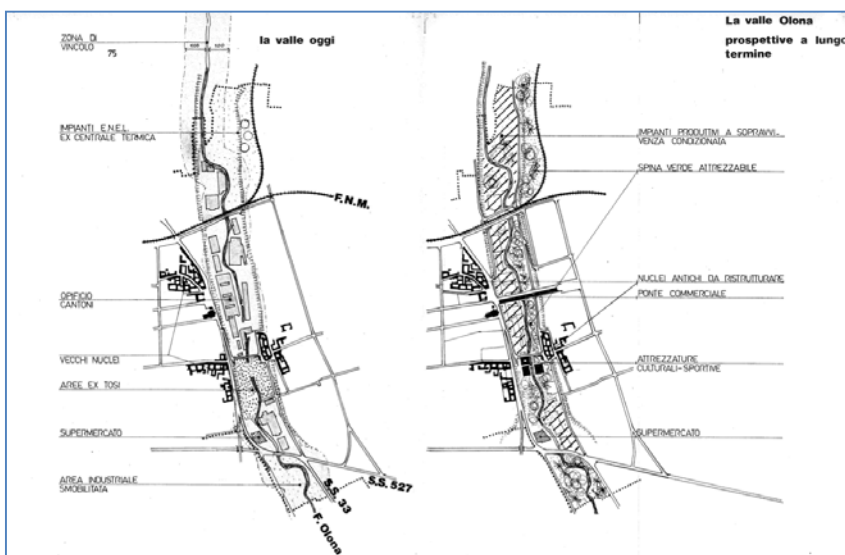 ZONA DI
VINCOLO 75
la valle oggi
IMPIANTI E.N.E.L.
EX CENTRALE TERMICA
F.N.M.
OPIFICIO
CANTONI
VECCHI NUCLEI
AREE EX TOSI
SUPERMERCATO
AREA INDUSTRIALE
SMOBILITATA
S.S. 527
S.S. 33
F. Olona
La valle Olona
prospettive a lungo
termine
IMPIANTI PRODUTTIVI A SOPRAVVI-
VENZA CONDIZIONATA
SPINA VERDE ATTREZZABILE
NUCLEI ANTICHI DA RISTRUTTURARE
PONTE COMMERCIALE
ATTREZZATURE
CULTURALI-SPORTIVE
SUPERMERCATO